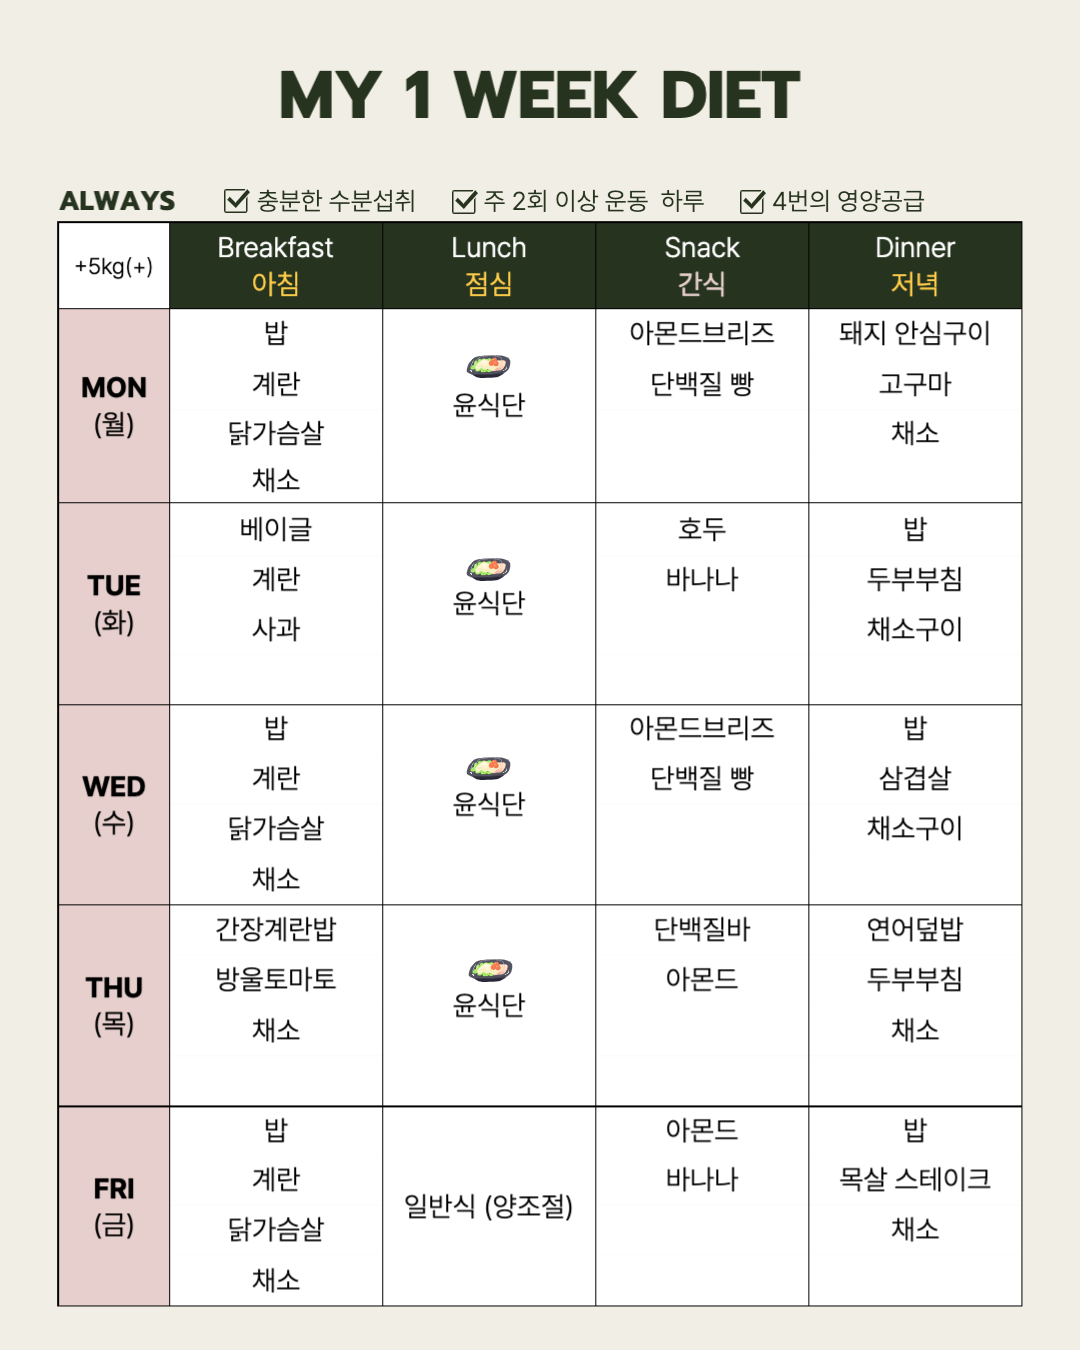 MY 1 WEEK DIET
ALWAYS 충분한 수분섭취 주 2회 이상 운동 하루 4번의 영양공급
+5kg(+)
Breakfast
아침
Lunch
점심
Snack
간식
Dinner
저녁
MON
(월)
밥
계란
닭가슴살
채소
윤식단
아몬드브리즈
단백질 빵
돼지 안심구이
고구마
채소
TUE
(화)
베이글
계란
사과
윤식단
호두
바나나
밥
두부부침
채소구이
WED
(수)
밥
계란
닭가슴살
채소
윤식단
아몬드브리즈
단백질 빵
밥
삼겹살
채소구이
THU
(목)
간장계란밥
방울토마토
채소
윤식단
단백질바
아몬드
연어덮밥
두부부침
채소
FRI
(금)
밥
계란
닭가슴살
채소
일반식 (양조절)
아몬드
바나나
밥
목살 스테이크
채소